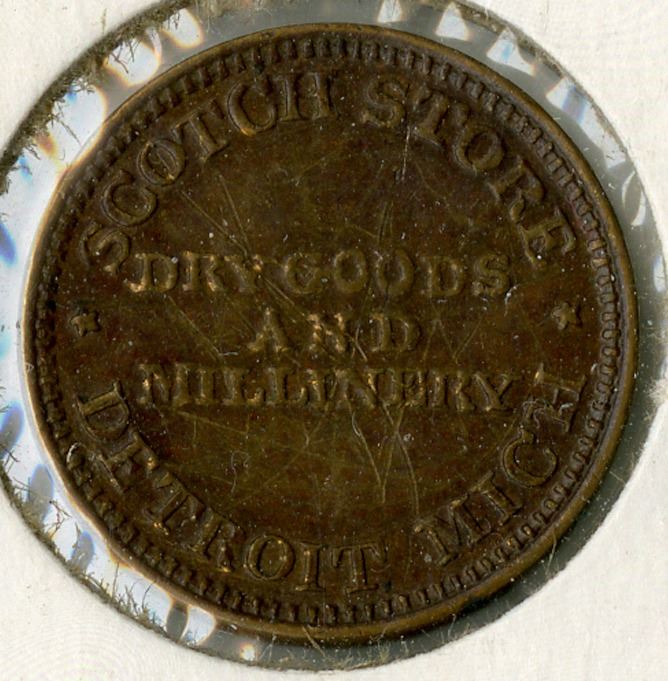 SCOTCH STORE
DRY GOODS
AND
MILLINERY
DETROIT MICH